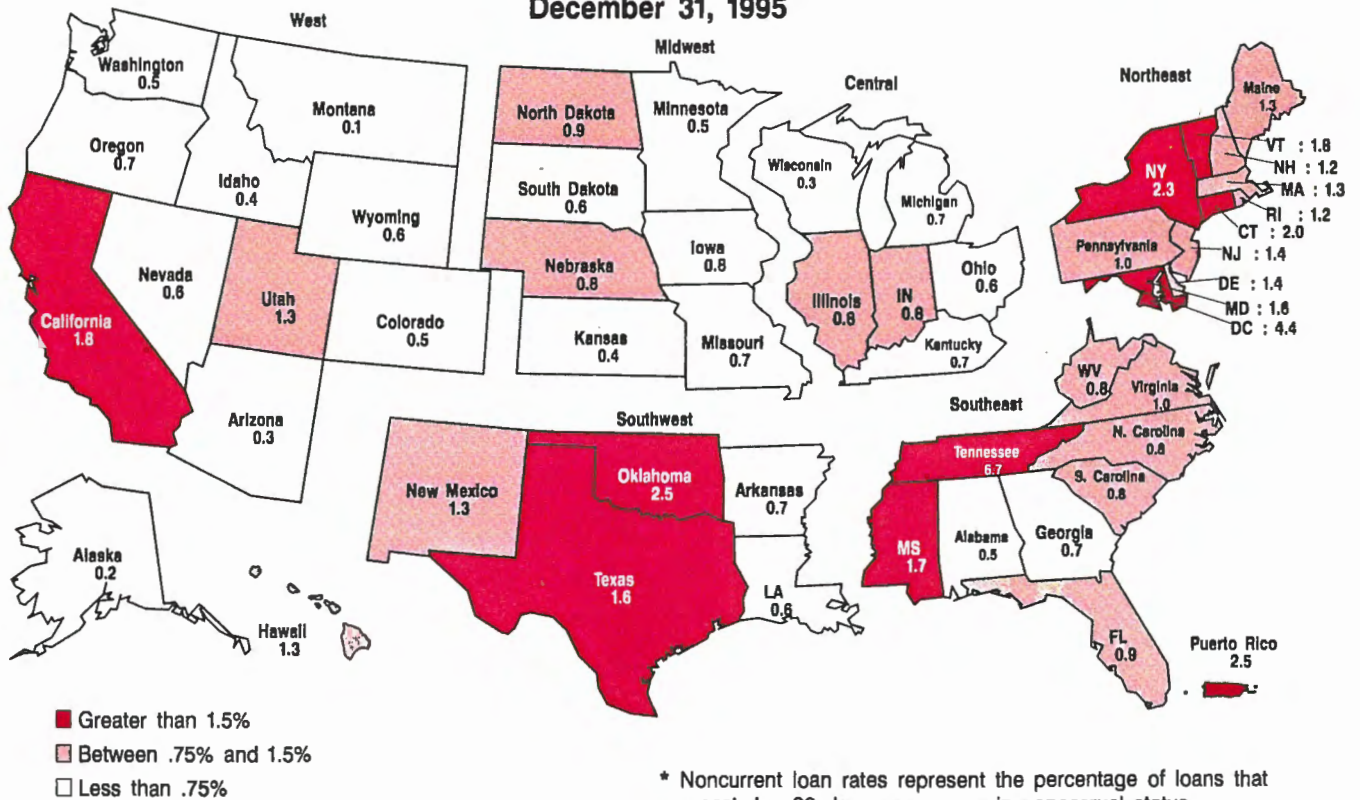 December 31, 1995
West
Washington
0.5
Montana
0.1
Oregon
0.7
Idaho
0.4
Wyoming
0.6
Nevada
0.6
Utah
1.3
Colorado
0.5
California
1.8
Arizona
0.3
Alaska
0.2
Hawaii
1.3
Midwest
North Dakota
0.9
Minnesota
0.5
South Dakota
0.6
Iowa
0.8
Nebraska
0.8
Kansas
0.4
Missouri
0.7
Central
Wisconsin
0.3
Michigan
0.7
Illinois
0.8
IN
0.8
Ohio
0.6
Kentucky
0.7
Northeast
Maine
1.3
VT : 1.8
NH : 1.2
MA : 1.3
RI : 1.2
CT : 2.0
NY
2.3
Pennsylvania
1.0
NJ : 1.4
DE : 1.4
MD : 1.6
DC : 4.4
Southwest
New Mexico
1.3
Oklahoma
2.5
Arkansas
0.7
Texas
1.6
LA
0.6
Southeast
WV
0.8
Virginia
1.0
Tennessee
6.7
N. Carolina
0.8
S. Carolina
0.8
MS
1.7
Alabama
0.5
Georgia
0.7
FL
0.9
Puerto Rico
2.5
Greater than 1.5%
Between .75% and 1.5%
Less than .75%
* Noncurrent loan rates represent the percentage of loans that